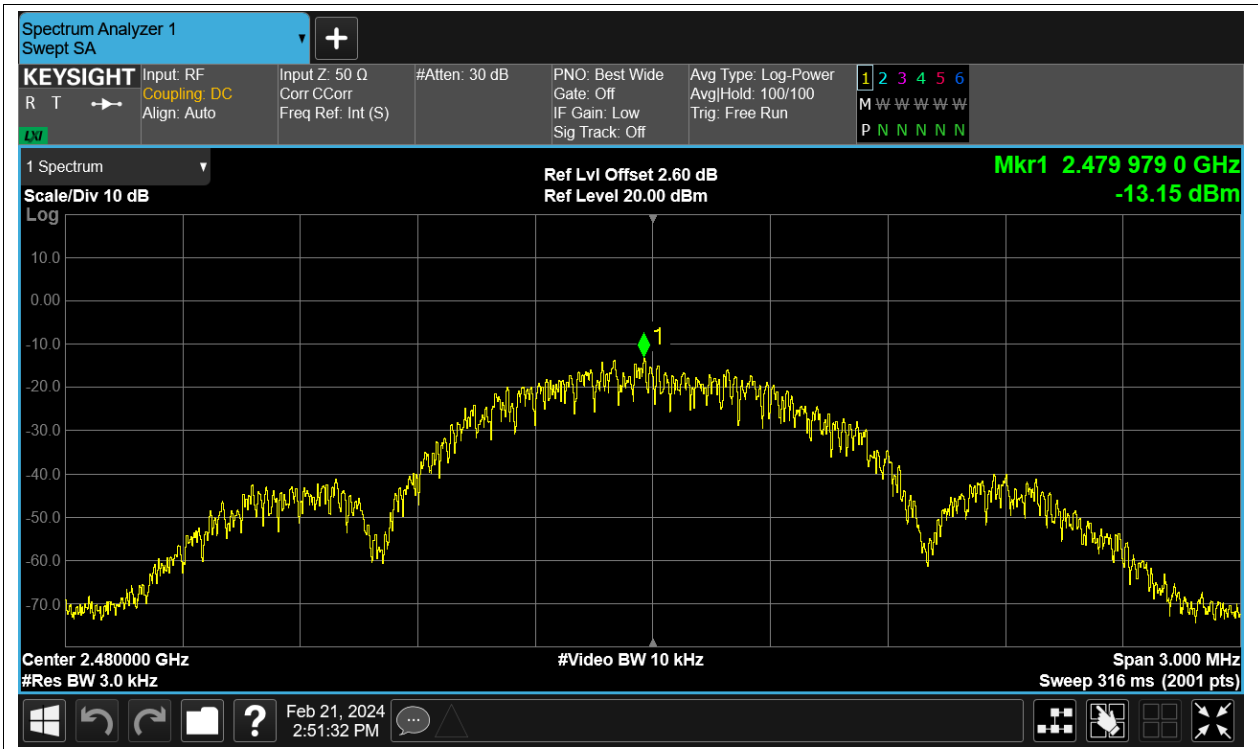 Spectrum Analyzer 1
Swept SA
+
KEYSIGHT
R T
LXI
Input: RF
Coupling: DC
Align: Auto
Input Z: 50 Ω
Corr CCorr
Freq Ref: Int (S)
#Atten: 30 dB
PNO: Best Wide
Gate: Off
IF Gain: Low
Sig Track: Off
Avg Type: Log-Power
Avg|Hold: 100/100
Trig: Free Run
1 2 3 4 5 6
M W W W W W
P N N N N N
1 Spectrum
Scale/Div 10 dB
Log
Ref Lvl Offset 2.60 dB
Ref Level 20.00 dBm
Mkr1 2.479 979 0 GHz
-13.15 dBm
10.0
0.00
-10.0
1
-20.0
-30.0
-40.0
-50.0
-60.0
-70.0
Center 2.480000 GHz
#Res BW 3.0 kHz
#Video BW 10 kHz
Span 3.000 MHz
Sweep 316 ms (2001 pts)
?
Feb 21, 2024
2:51:32 PM